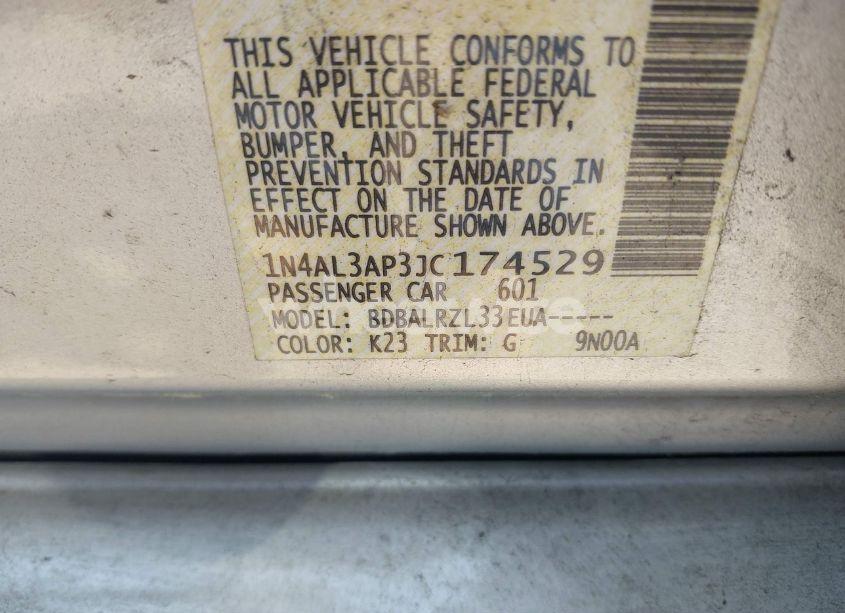 THIS VEHICLE CONFORMS TO
ALL APPLICABLE FEDERAL
MOTOR VEHICLE SAFETY,
BUMPER, AND THEFT
PREVENTION STANDARDS IN
EFFECT ON THE DATE OF
MANUFACTURE SHOWN ABOVE.
1N4AL3AP3JC174529
PASSENGER CAR 601
MODEL: BDBALRZL33EUA-----
COLOR: K23 TRIM: G 9N00A